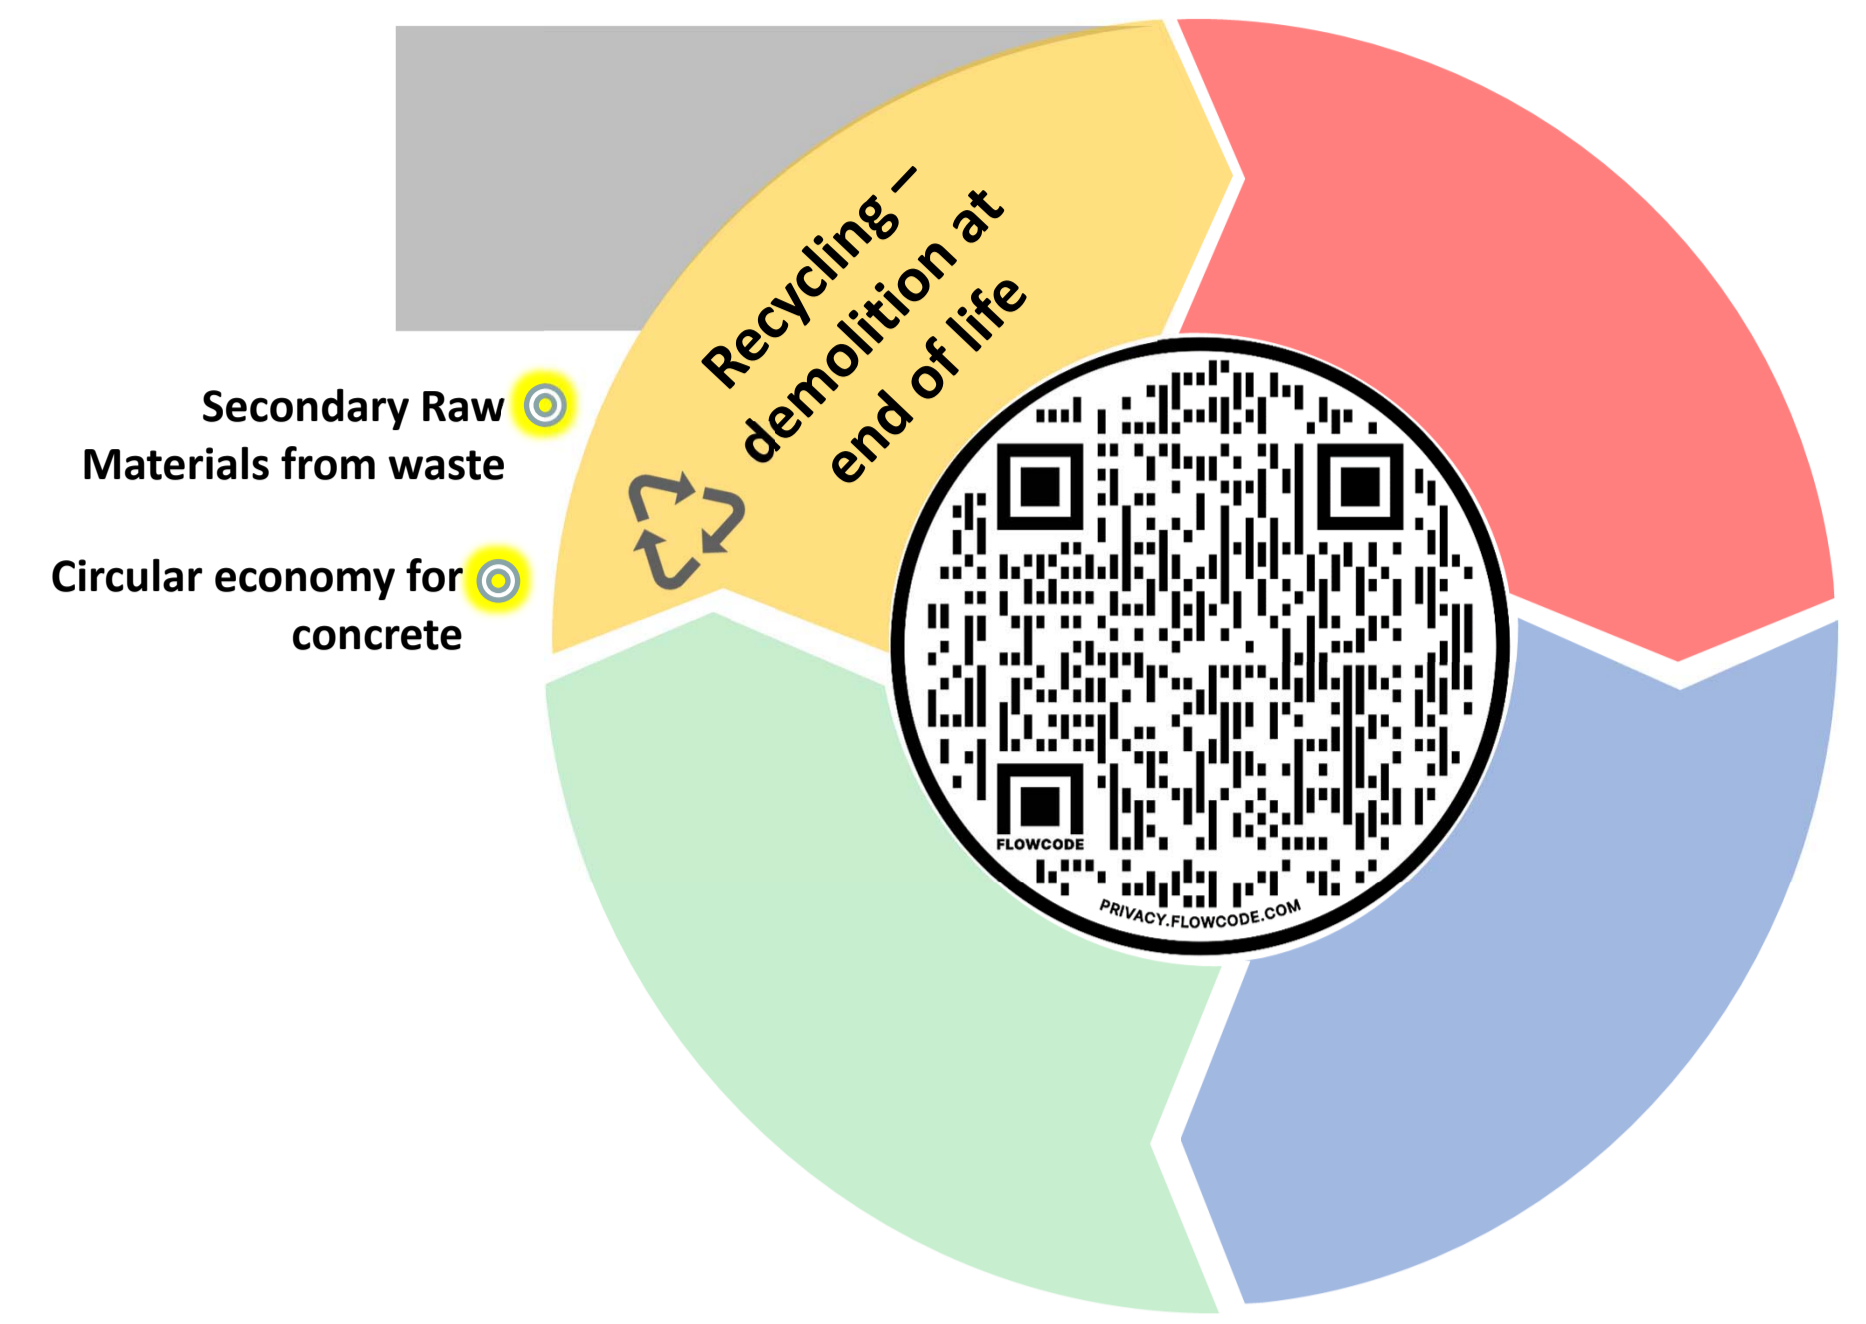 Recycling –
demolition at
end of life
Secondary Raw
Materials from waste
Circular economy for
concrete
FLOWCODE
PRIVACY.FLOWCODE.COM